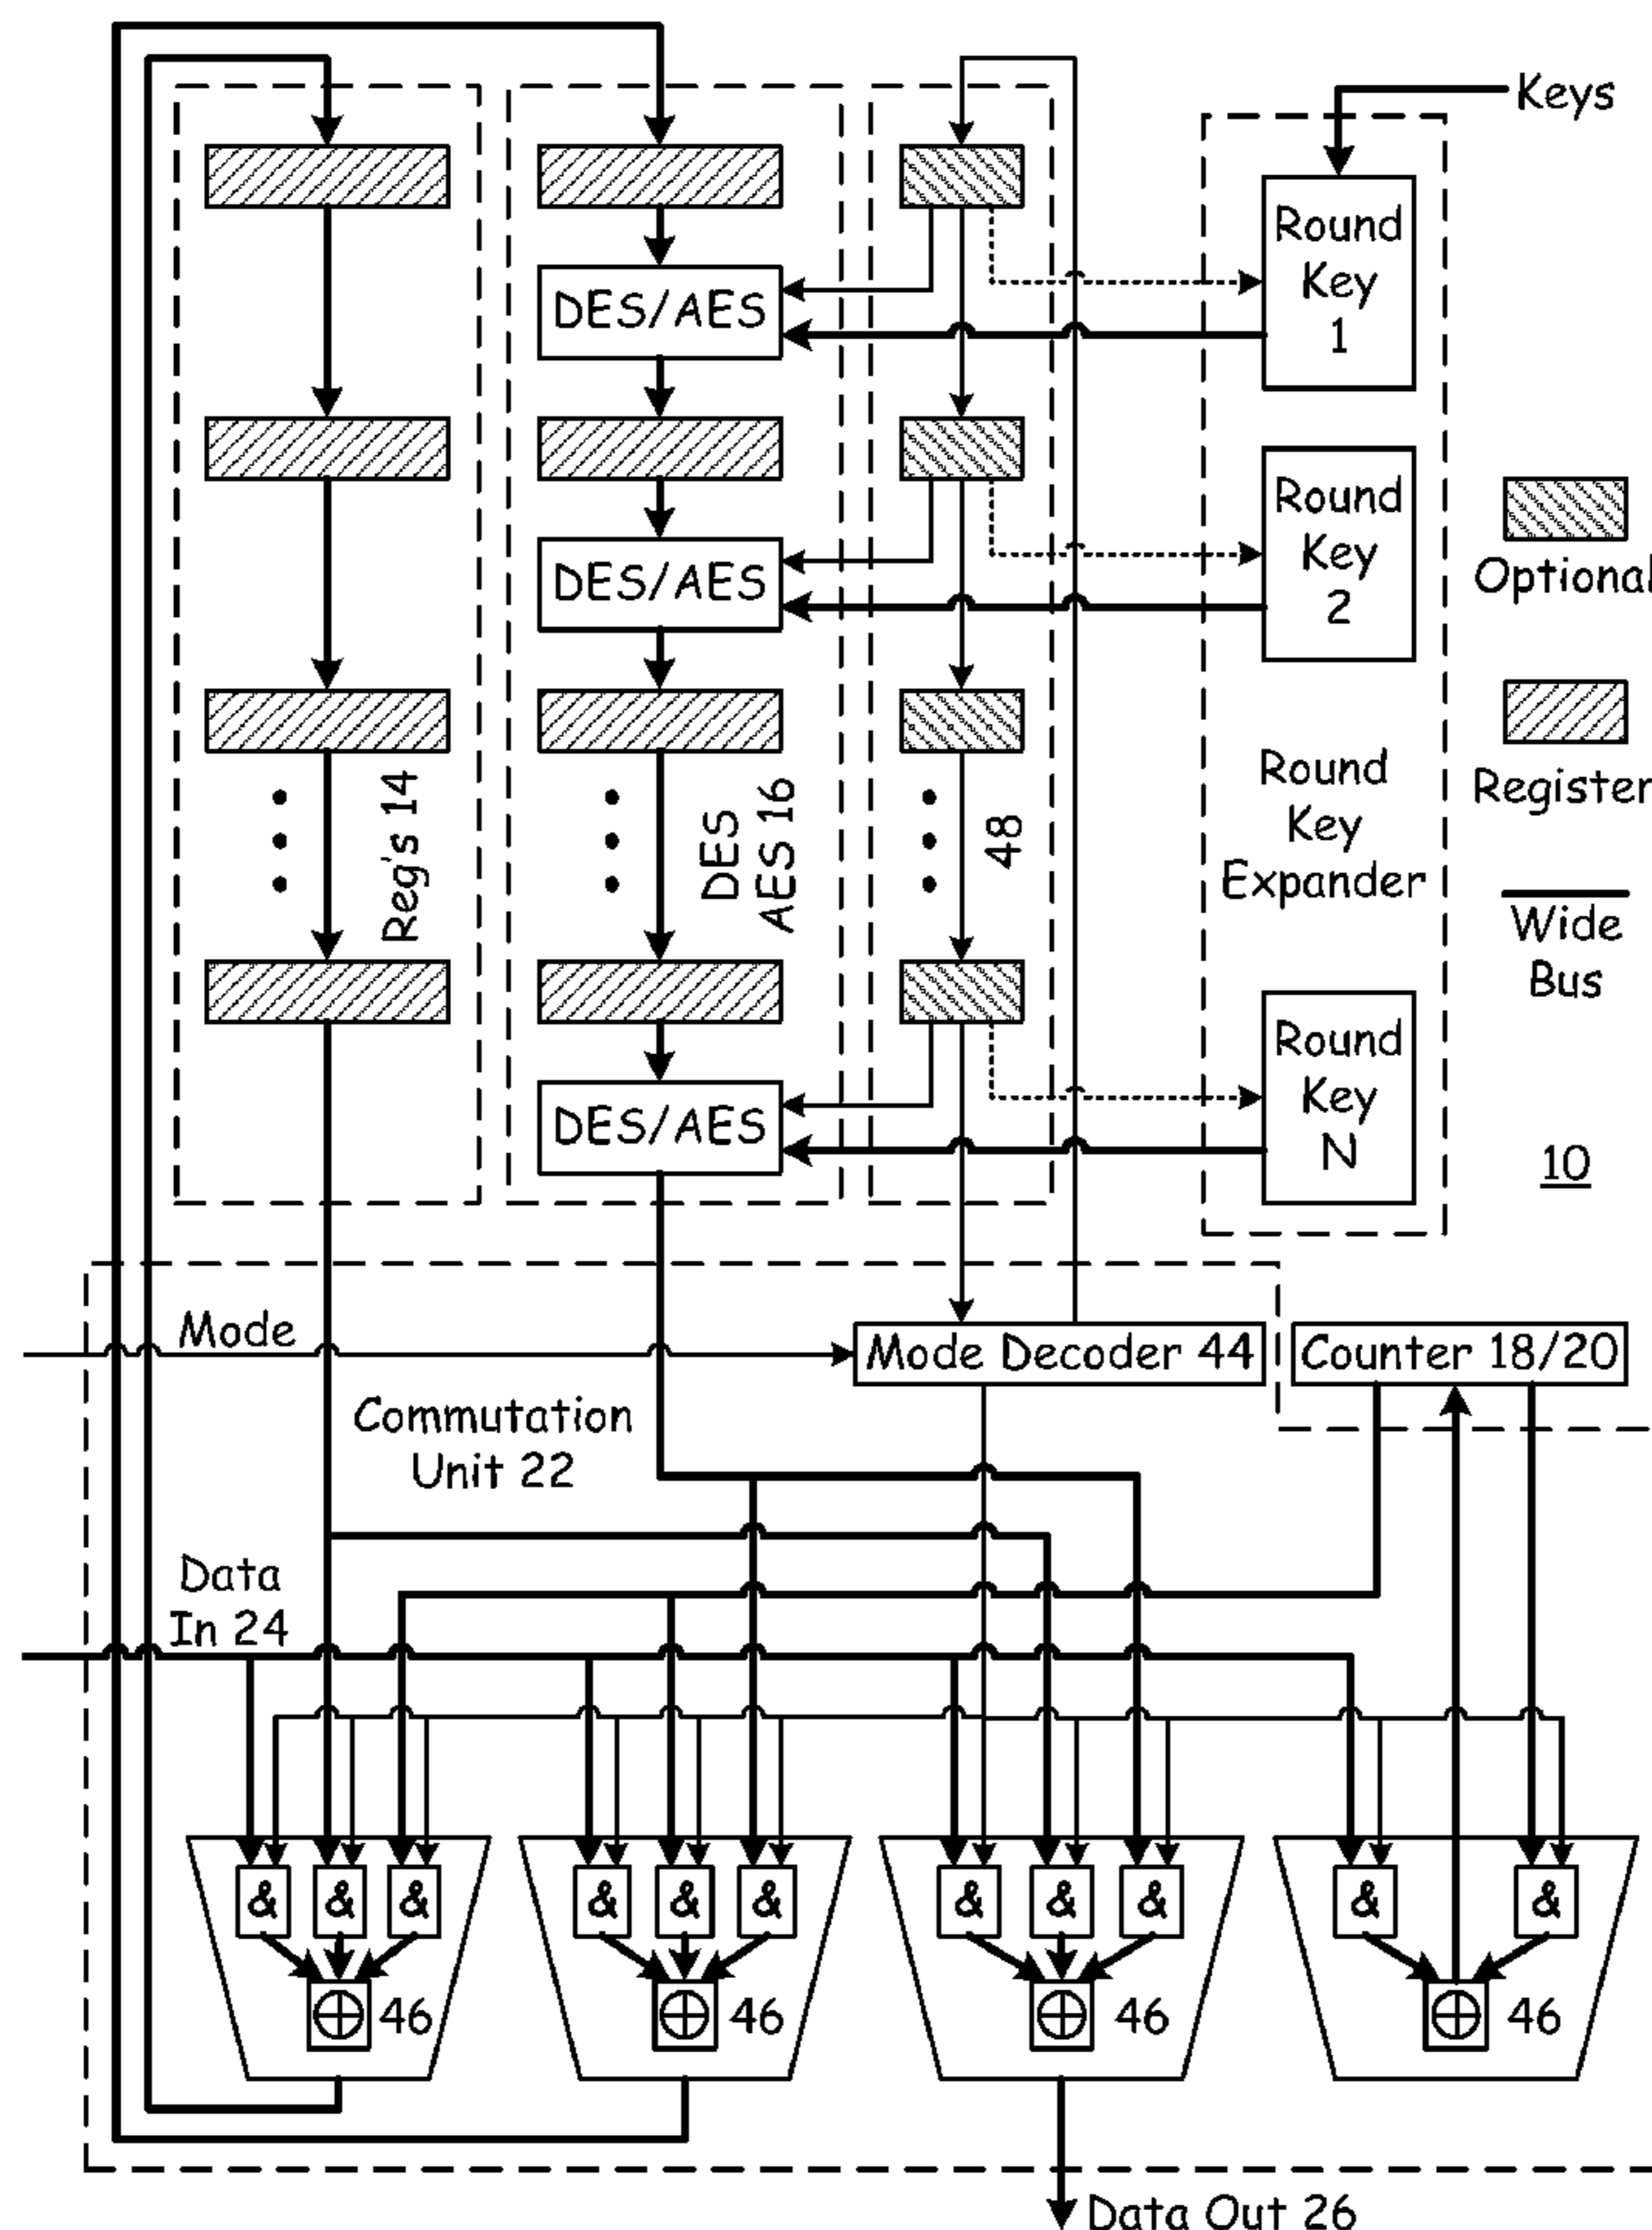 Keys
Round
Key
1
DES/AES
Round
Key
2
Optional
DES/AES
Reg's 14
DES
AES 16
48
Round
Key
Expander
Register
Wide
Bus
Round
Key
N
DES/AES
10
Mode
Mode Decoder 44
Counter 18/20
Commutation
Unit 22
Data
In 24
& & & & & & & & & & &
46 46 46 46
Data Out 26